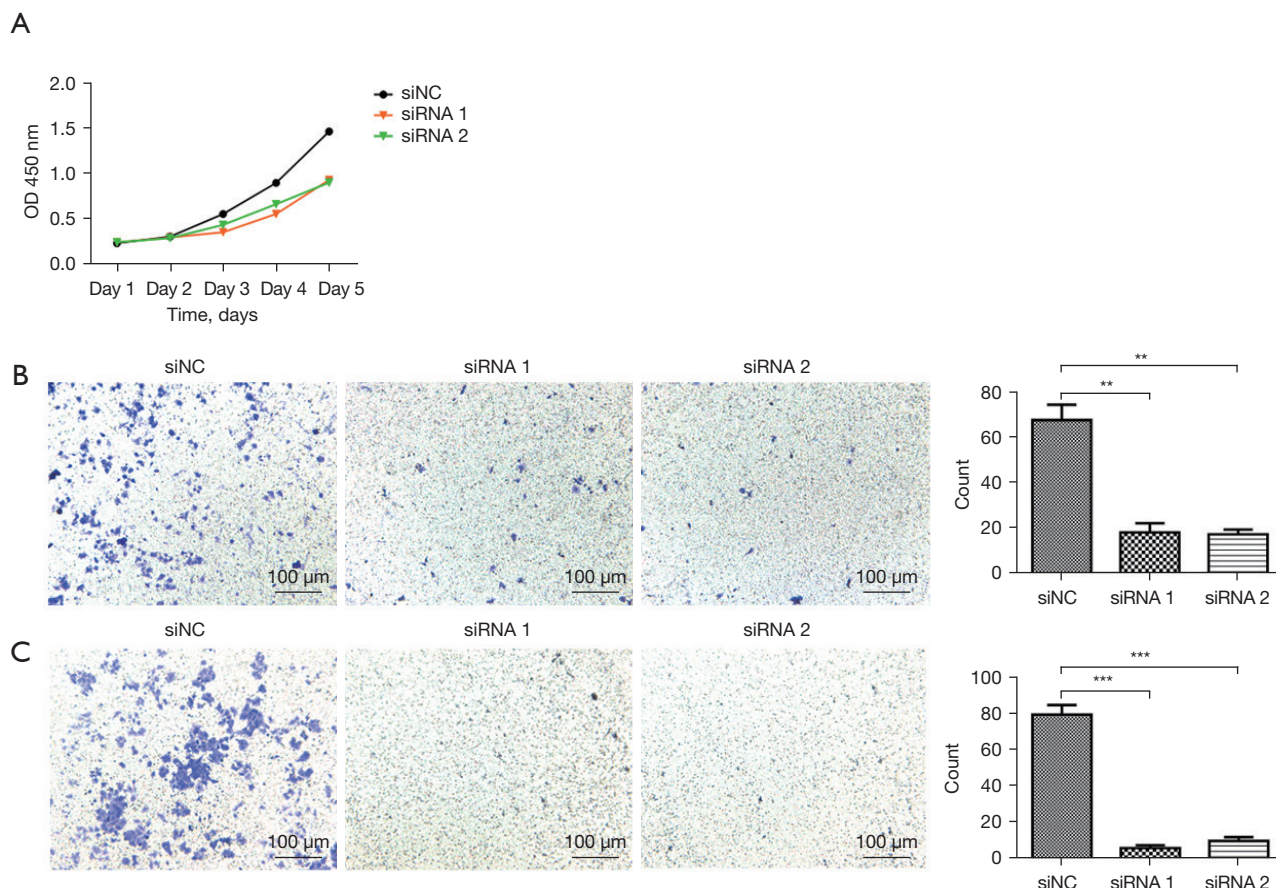 A
2.0
1.5
1.0
0.5
0.0
OD 450 nm
Day 1 Day 2 Day 3 Day 4 Day 5
Time, days
siNC
siRNA 1
siRNA 2
B
siNC
siRNA 1
siRNA 2
100 µm
100 µm
100 µm
**
**
80
60
40
20
0
Count
siNC
siRNA 1
siRNA 2
C
siNC
siRNA 1
siRNA 2
100 µm
100 µm
100 µm
***
***
100
80
60
40
20
0
Count
siNC
siRNA 1
siRNA 2